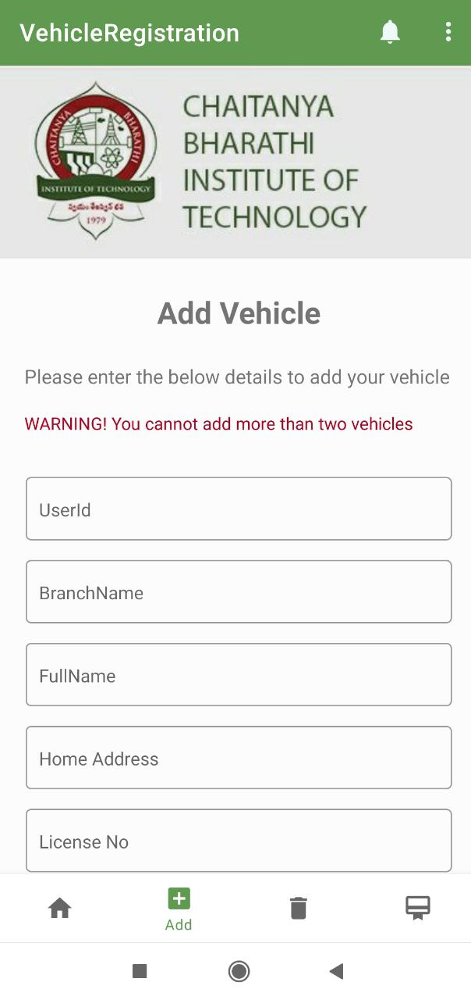 VehicleRegistration
CHAITANYA BHARATHI
INSTITUTE OF TECHNOLOGY
1979
CHAITANYA
BHARATHI
INSTITUTE OF
TECHNOLOGY
Add Vehicle
Please enter the below details to add your vehicle
WARNING! You cannot add more than two vehicles
UserId
BranchName
FullName
Home Address
License No
Add